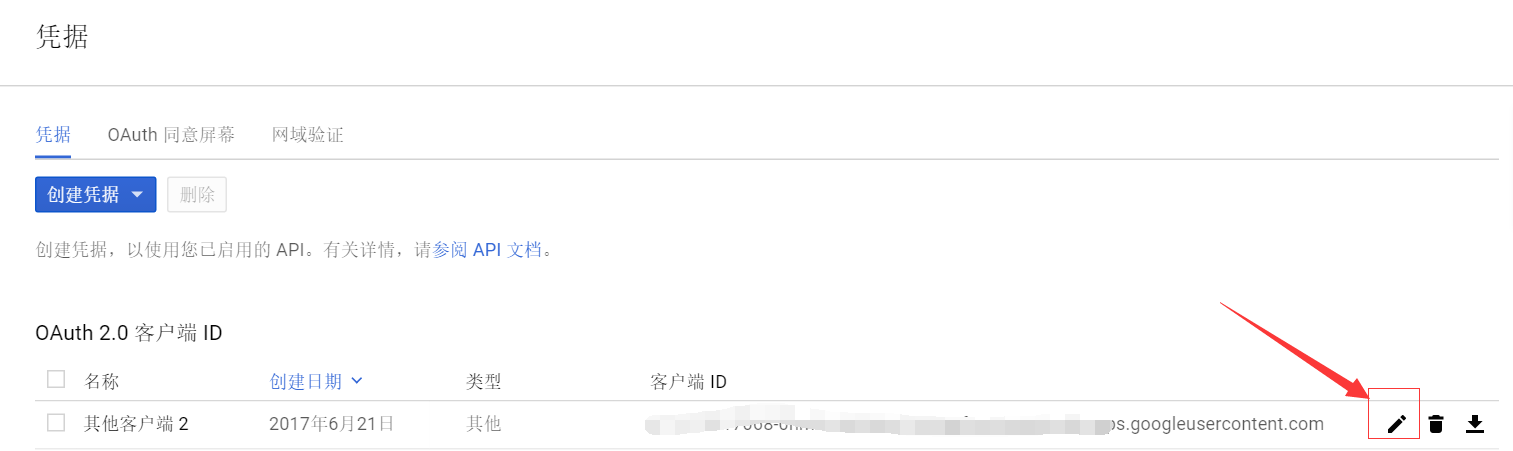 凭据
凭据 OAuth 同意屏幕 网域验证
创建凭据 删除
创建凭据，以使用您已启用的 API。有关详情，请参阅 API 文档。
OAuth 2.0 客户端 ID
名称 创建日期 类型 客户端 ID
其他客户端 2 2017年6月21日 其他 ps.googleusercontent.com